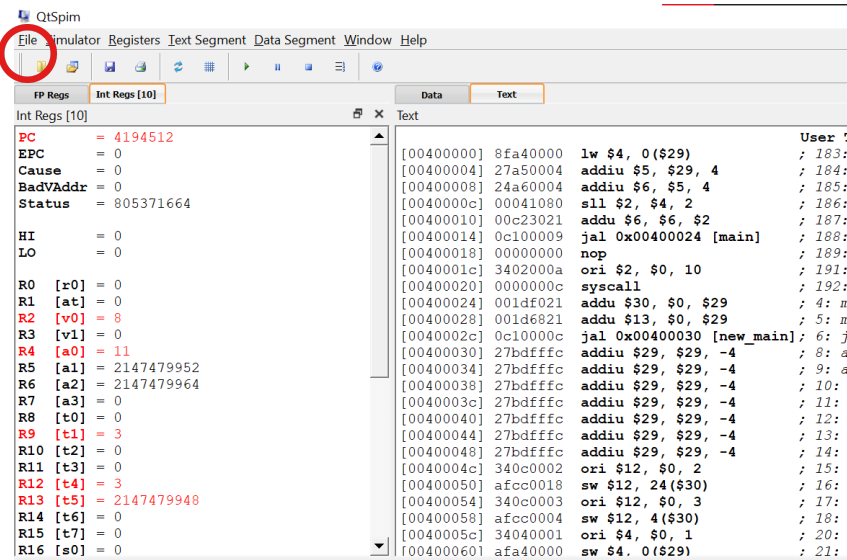 QtSpim
File Simulator Registers Text Segment Data Segment Window Help
FP Regs Int Regs [10] Data Text
Int Regs [10] Text
PC = 4194512
EPC = 0
Cause = 0
BadVAddr = 0
Status = 805371664
HI = 0
LO = 0
R0 [r0] = 0
R1 [at] = 0
R2 [v0] = 8
R3 [v1] = 0
R4 [a0] = 11
R5 [a1] = 2147479952
R6 [a2] = 2147479964
R7 [a3] = 0
R8 [t0] = 0
R9 [t1] = 3
R10 [t2] = 0
R11 [t3] = 0
R12 [t4] = 3
R13 [t5] = 2147479948
R14 [t6] = 0
R15 [t7] = 0
R16 [s0] = 0
User T
[00400000] 8fa40000 lw $4, 0($29) ; 183:
[00400004] 27a50004 addiu $5, $29, 4 ; 184:
[00400008] 24a60004 addiu $6, $5, 4 ; 185:
[0040000c] 00041080 sll $2, $4, 2 ; 186:
[00400010] 00c23021 addu $6, $6, $2 ; 187:
[00400014] 0c100009 jal 0x00400024 [main] ; 188:
[00400018] 00000000 nop ; 189:
[0040001c] 3402000a ori $2, $0, 10 ; 191:
[00400020] 0000000c syscall ; 192:
[00400024] 001df021 addu $30, $0, $29 ; 4: m
[00400028] 001d6821 addu $13, $0, $29 ; 5: m
[0040002c] 0c10000c jal 0x00400030 [new_main]; 6: j
[00400030] 27bdfffc addiu $29, $29, -4 ; 8: a
[00400034] 27bdfffc addiu $29, $29, -4 ; 9: a
[00400038] 27bdfffc addiu $29, $29, -4 ; 10:
[0040003c] 27bdfffc addiu $29, $29, -4 ; 11:
[00400040] 27bdfffc addiu $29, $29, -4 ; 12:
[00400044] 27bdfffc addiu $29, $29, -4 ; 13:
[00400048] 27bdfffc addiu $29, $29, -4 ; 14:
[0040004c] 340c0002 ori $12, $0, 2 ; 15:
[00400050] afcc0018 sw $12, 24($30) ; 16:
[00400054] 340c0003 ori $12, $0, 3 ; 17:
[00400058] afcc0004 sw $12, 4($30) ; 18:
[0040005c] 34040001 ori $4, $0, 1 ; 20:
[00400060] afa40000 sw $4, 0($29) ; 21: